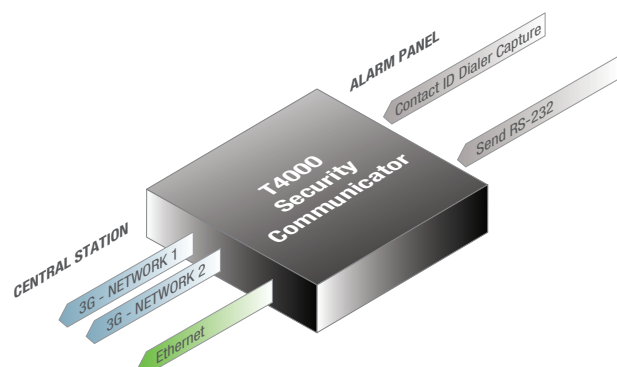 ALARM PANEL
Contact ID Dialer Capture
Send RS-232
T4000
Security
Communicator
CENTRAL STATION
3G - NETWORK 1
3G - NETWORK 2
Ethernet